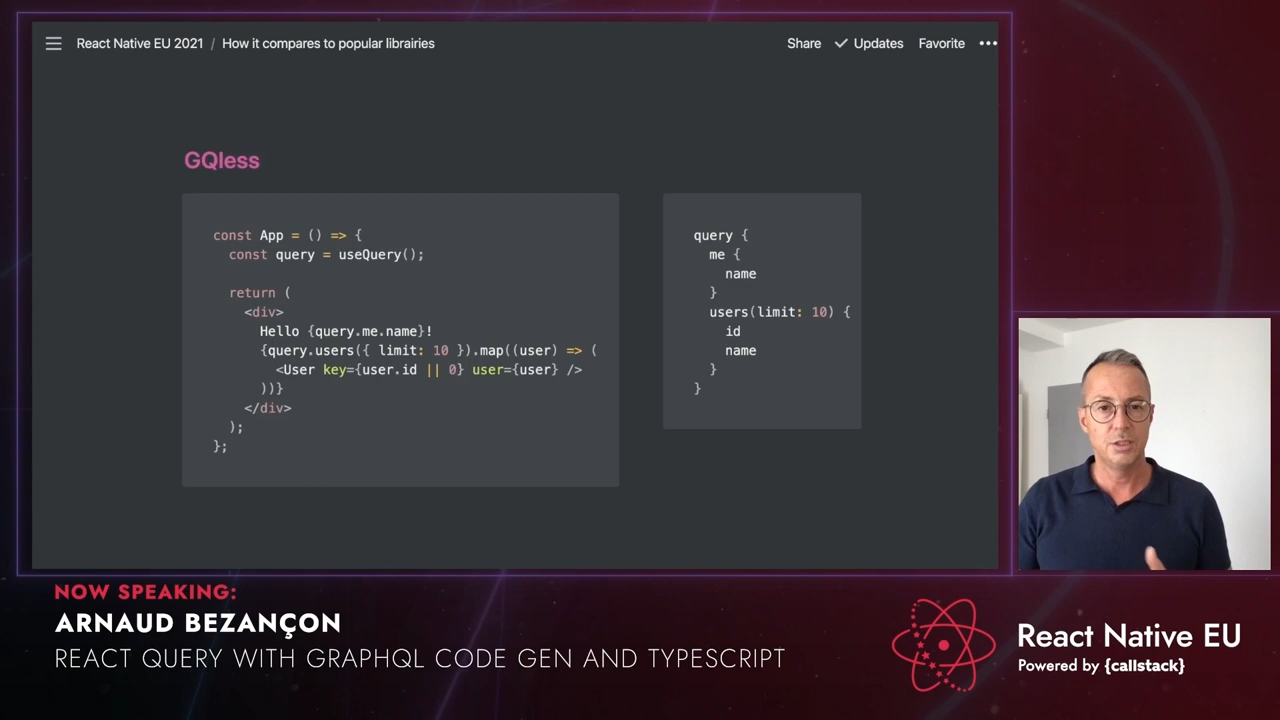 React Native EU 2021 / How it compares to popular librairies
Share ✓ Updates Favorite •••
GQless
const App = () => {
  const query = useQuery();
  return (
    <div>
      Hello {query.me.name}!
      {query.users({ limit: 10 }).map((user) => (
        <User key={user.id || 0} user={user} />
      ))}
    </div>
  );
};
query {
  me {
    name
  }
  users(limit: 10) {
    id
    name
  }
}
NOW SPEAKING:
ARNAUD BEZANÇON
REACT QUERY WITH GRAPHQL CODE GEN AND TYPESCRIPT
React Native EU
Powered by {callstack}